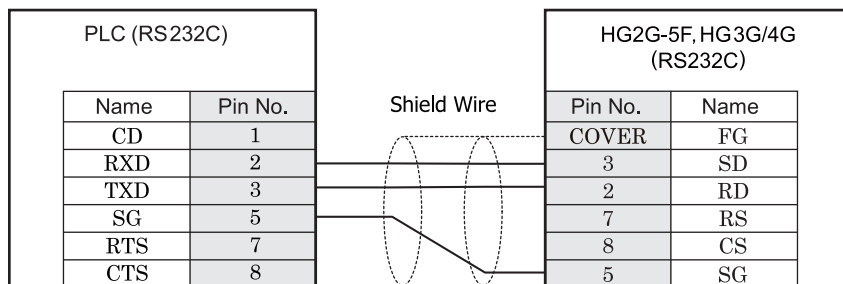 PLC (RS232C)
HG2G-5F, HG3G/4G
(RS232C)
Name Pin No. Shield Wire Pin No. Name
CD 1 COVER FG
RXD 2 3 SD
TXD 3 2 RD
SG 5 7 RS
RTS 7 8 CS
CTS 8 5 SG